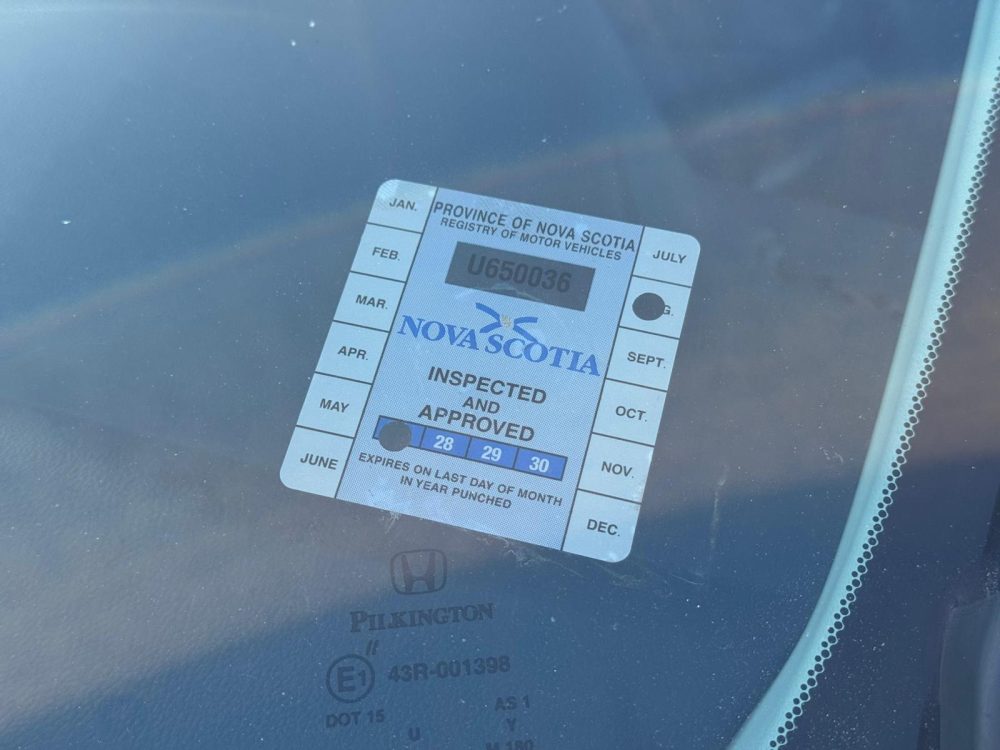 PROVINCE OF NOVA SCOTIA
REGISTRY OF MOTOR VEHICLES
U650036
NOVA SCOTIA
INSPECTED
AND
APPROVED
28 29 30
EXPIRES ON LAST DAY OF MONTH
IN YEAR PUNCHED
JAN.
FEB.
MAR.
APR.
MAY
JUNE
JULY
SEPT.
OCT.
NOV.
DEC.
PILKINGTON
E1 43R-001398
DOT 15 AS 1
U Y
M 180